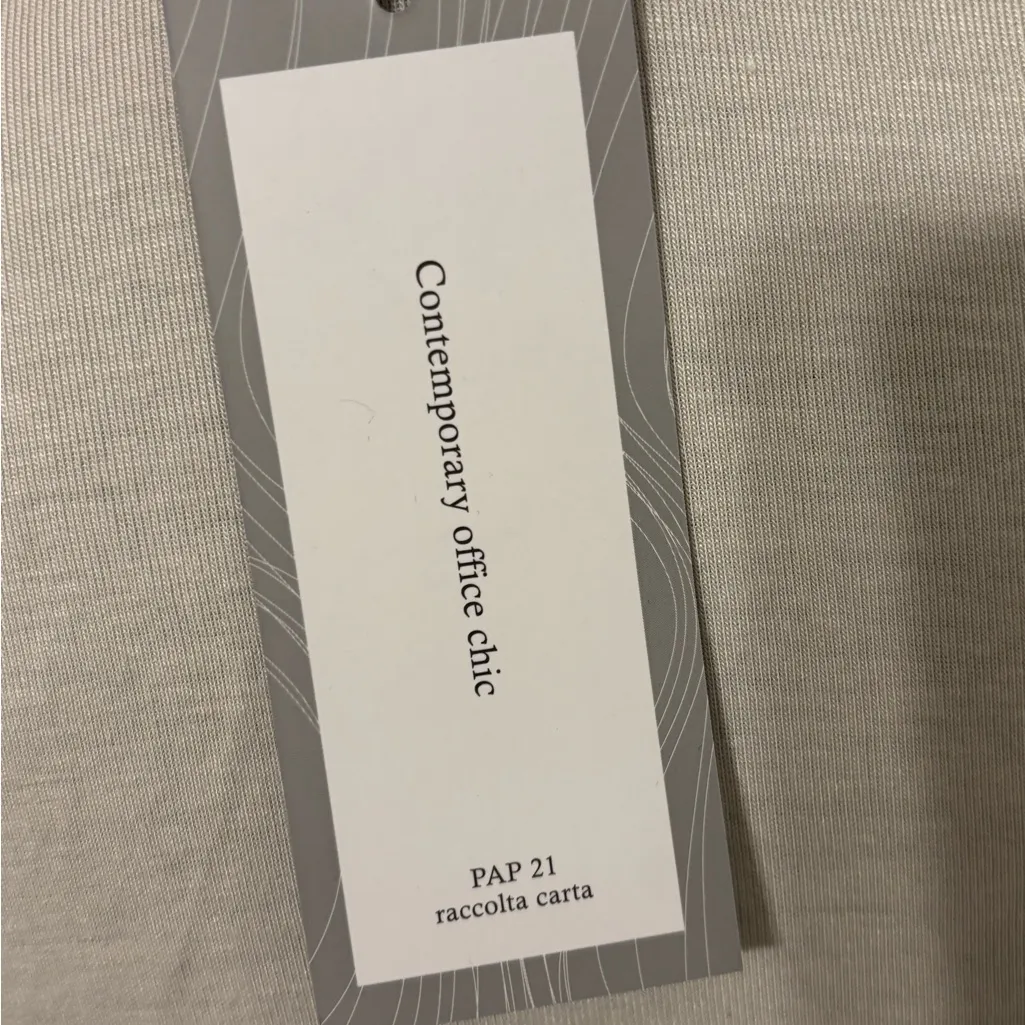 Contemporary office chic
PAP 21
raccolta carta